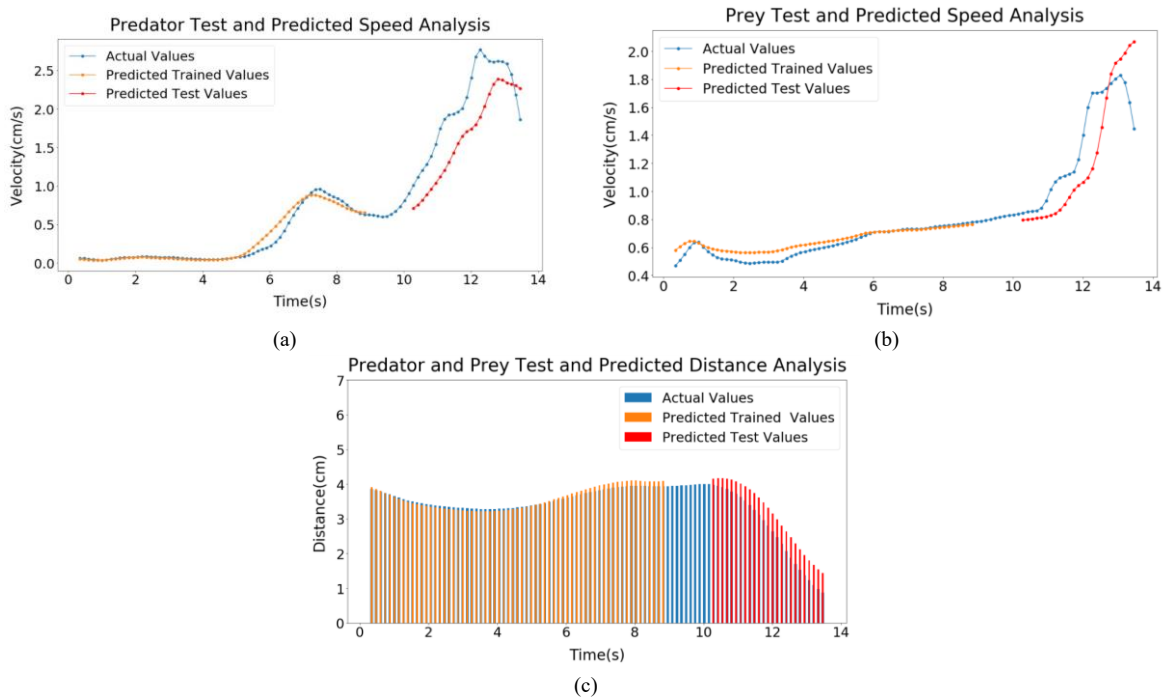 Predator Test and Predicted Speed Analysis
Actual Values
Predicted Trained Values
Predicted Test Values
Velocity(cm/s)
2.5
2.0
1.5
1.0
0.5
0.0
0 2 4 6 8 10 12 14
Time(s)
(a)
Prey Test and Predicted Speed Analysis
Actual Values
Predicted Trained Values
Predicted Test Values
Velocity(cm/s)
2.0
1.8
1.6
1.4
1.2
1.0
0.8
0.6
0.4
0 2 4 6 8 10 12 14
Time(s)
(b)
Predator and Prey Test and Predicted Distance Analysis
Actual Values
Predicted Trained Values
Predicted Test Values
Distance(cm)
7
6
5
4
3
2
1
0
0 2 4 6 8 10 12 14
Time(s)
(c)